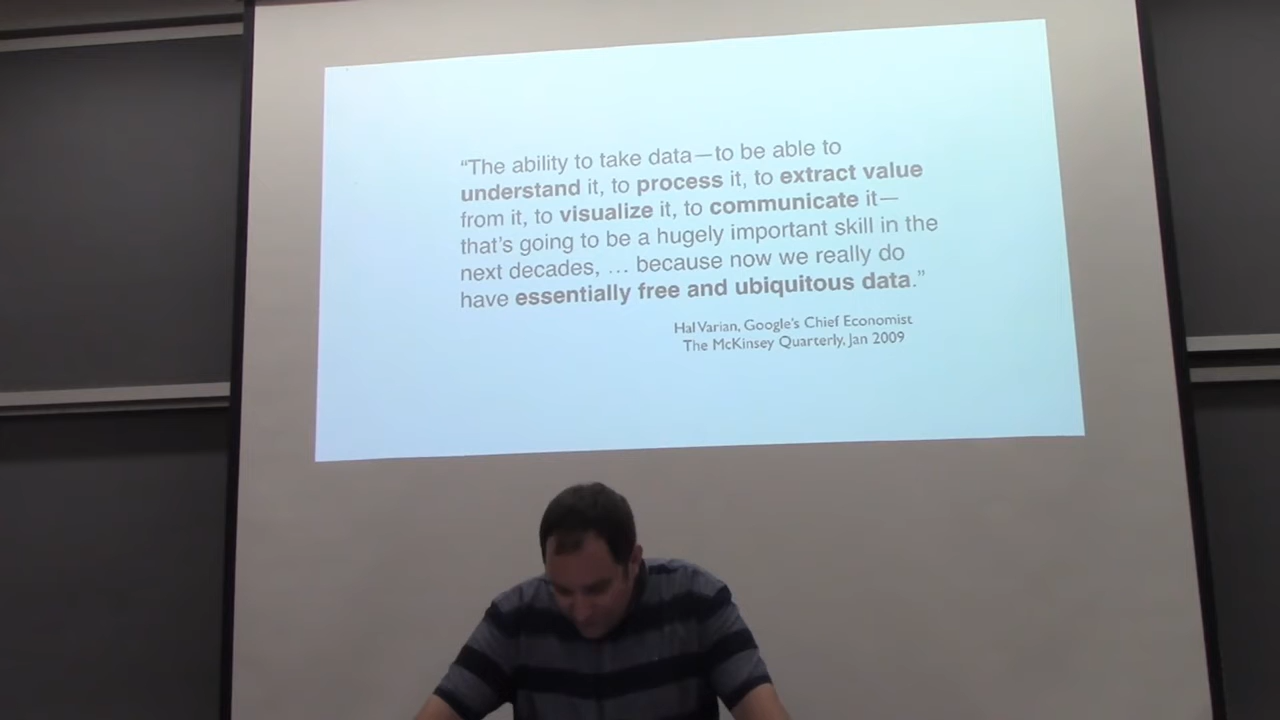 “The ability to take data—to be able to
understand it, to process it, to extract value
from it, to visualize it, to communicate it—
that’s going to be a hugely important skill in the
next decades, … because now we really do
have essentially free and ubiquitous data.”
Hal Varian, Google’s Chief Economist
The McKinsey Quarterly, Jan 2009